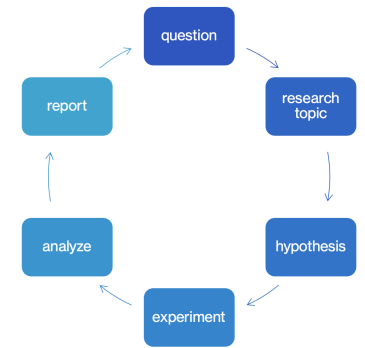 question
research
topic
hypothesis
experiment
analyze
report